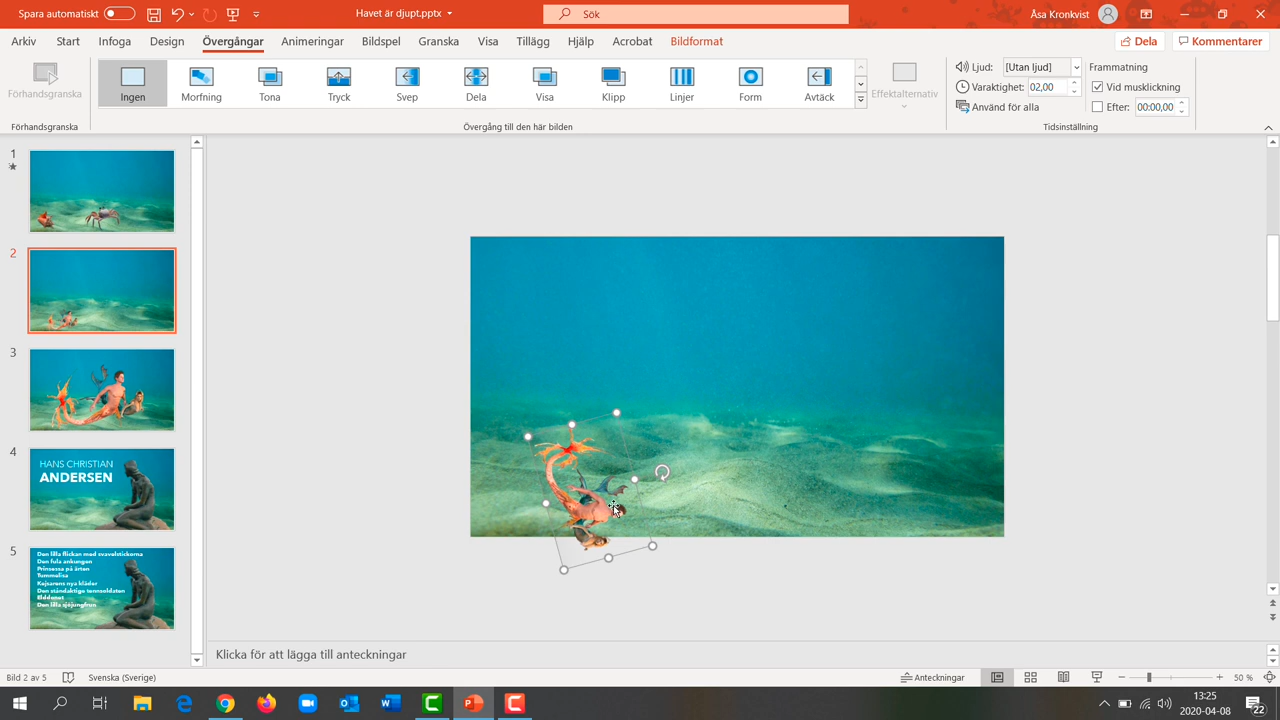 Spara automatiskt
Havet är djupt.pptx
Sök
Åsa Kronkvist
Arkiv Start Infoga Design Övergångar Animeringar Bildspel Granska Visa Tillägg Hjälp Acrobat Bildformat
Dela Kommentarer
Förhandsgranska
Ingen Morfning Tona Tryck Svep Dela Visa Klipp Linjer Form Avtäck
Effektalternativ
Ljud: [Utan ljud]
Varaktighet: 02,00
Använd för alla
Frammatning
Vid musklickning
Efter: 00:00,00
Förhandsgranska
Övergång till den här bilden
Tidsinställning
1
2
3
4
HANS CHRISTIAN
ANDERSEN
5
Den lilla flickan med svavelstickorna
Den fula ankungen
Prinsessa på ärten
Tummelisa
Kejsarens nya kläder
Den ståndaktige tennsoldaten
Elddonet
Den lilla sjöjungfrun
Klicka för att lägga till anteckningar
Bild 2 av 5
Svenska (Sverige)
Anteckningar
50 %
13:25
2020-04-08
22